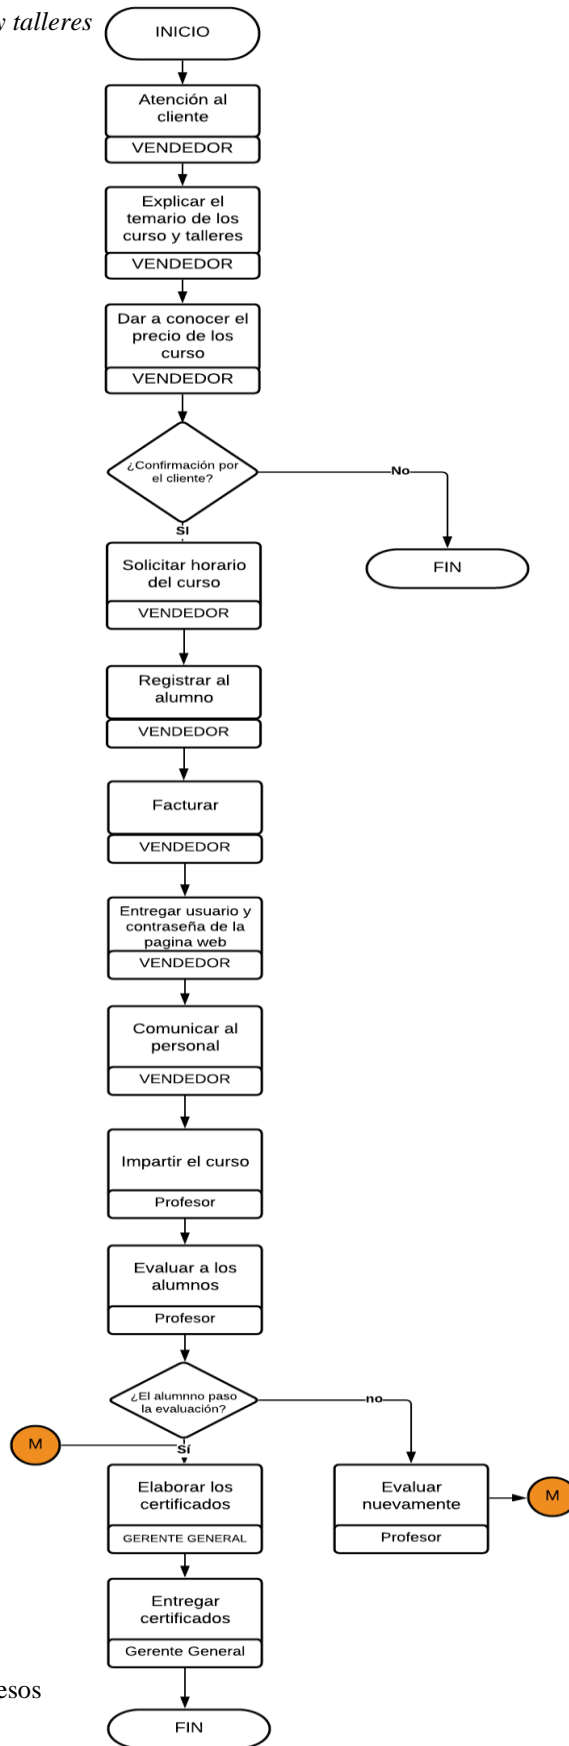 y talleres
INICIO
Atención al
cliente
VENDEDOR
Explicar el
temario de los
curso y talleres
VENDEDOR
Dar a conocer el
precio de los
curso
VENDEDOR
¿Confirmación por
el cliente?
No
SI
FIN
Solicitar horario
del curso
VENDEDOR
Registrar al
alumno
VENDEDOR
Facturar
VENDEDOR
Entregar usuario y
contraseña de la
pagina web
VENDEDOR
Comunicar al
personal
VENDEDOR
Impartir el curso
Profesor
Evaluar a los
alumnos
Profesor
¿El alumnno paso
la evaluación?
no
M
Sí
Elaborar los
certificados
GERENTE GENERAL
Evaluar
nuevamente
Profesor
M
Entregar
certificados
Gerente General
esos
FIN